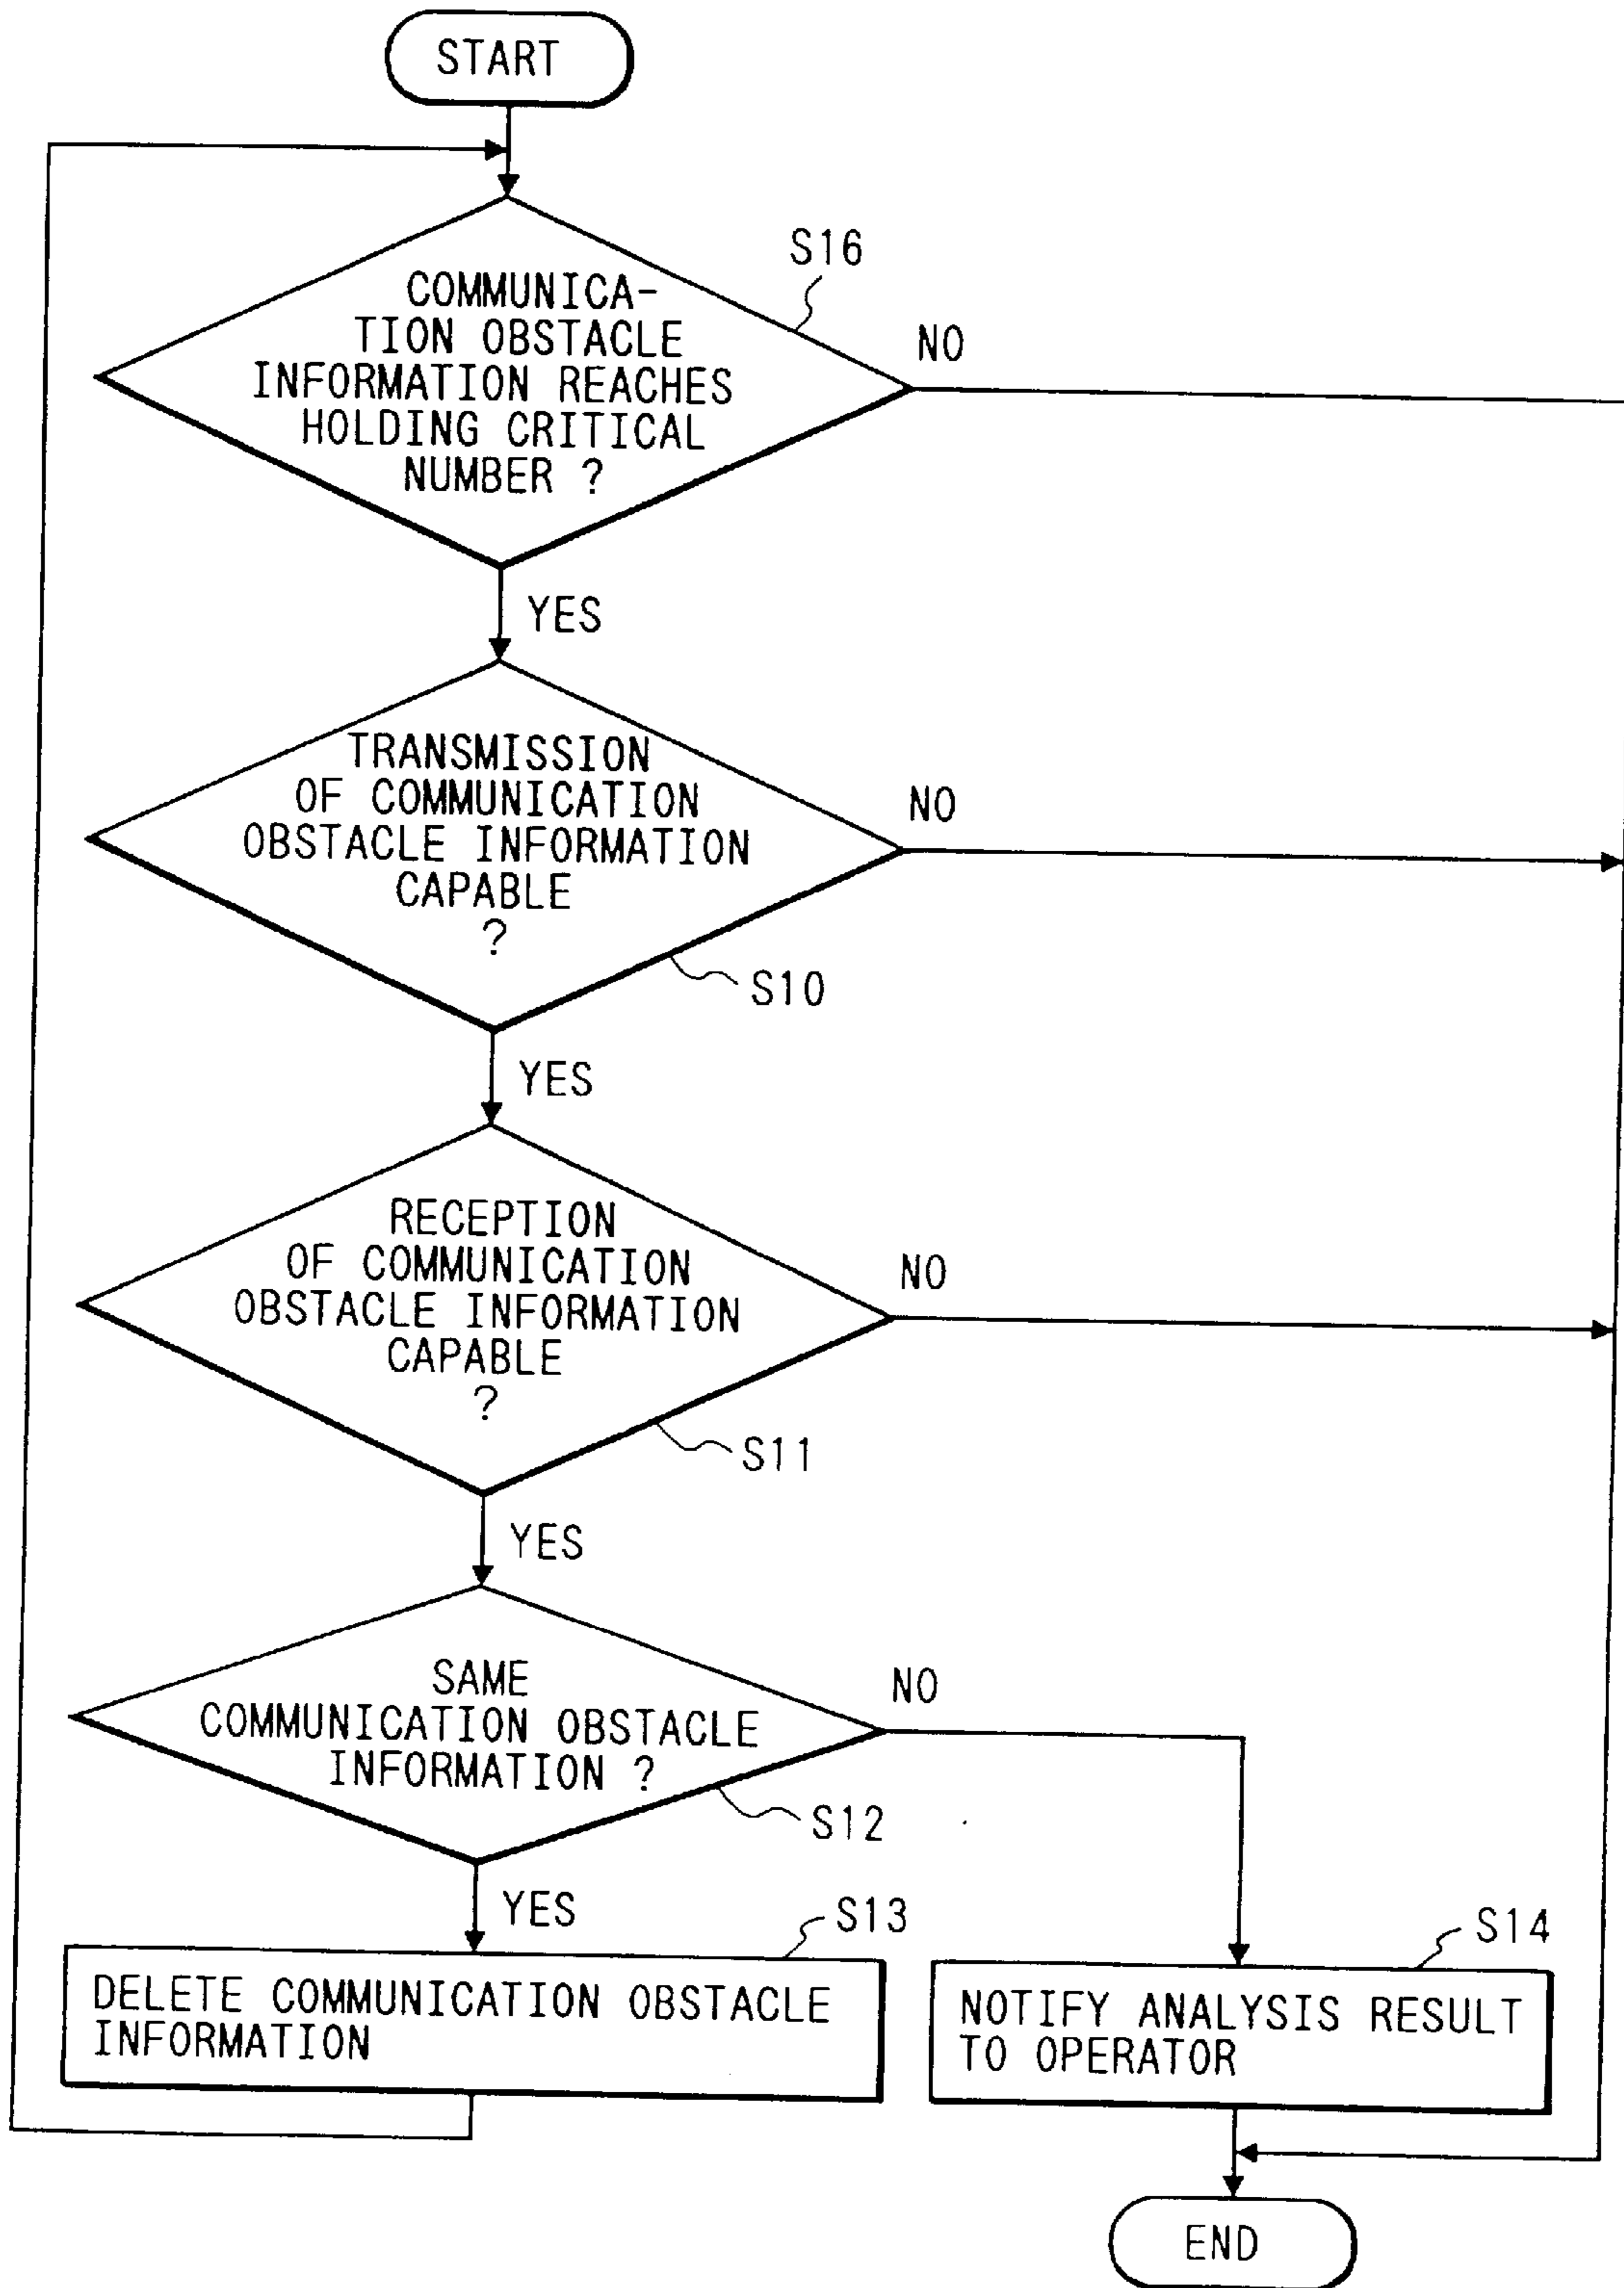 START
S16
COMMUNICA-
TION OBSTACLE
INFORMATION REACHES
HOLDING CRITICAL
NUMBER ?
NO
YES
TRANSMISSION
OF COMMUNICATION
OBSTACLE INFORMATION
CAPABLE
?
NO
S10
YES
RECEPTION
OF COMMUNICATION
OBSTACLE INFORMATION
CAPABLE
?
NO
S11
YES
SAME
COMMUNICATION OBSTACLE
INFORMATION ?
NO
S12
YES
S13
DELETE COMMUNICATION OBSTACLE
INFORMATION
S14
NOTIFY ANALYSIS RESULT
TO OPERATOR
END